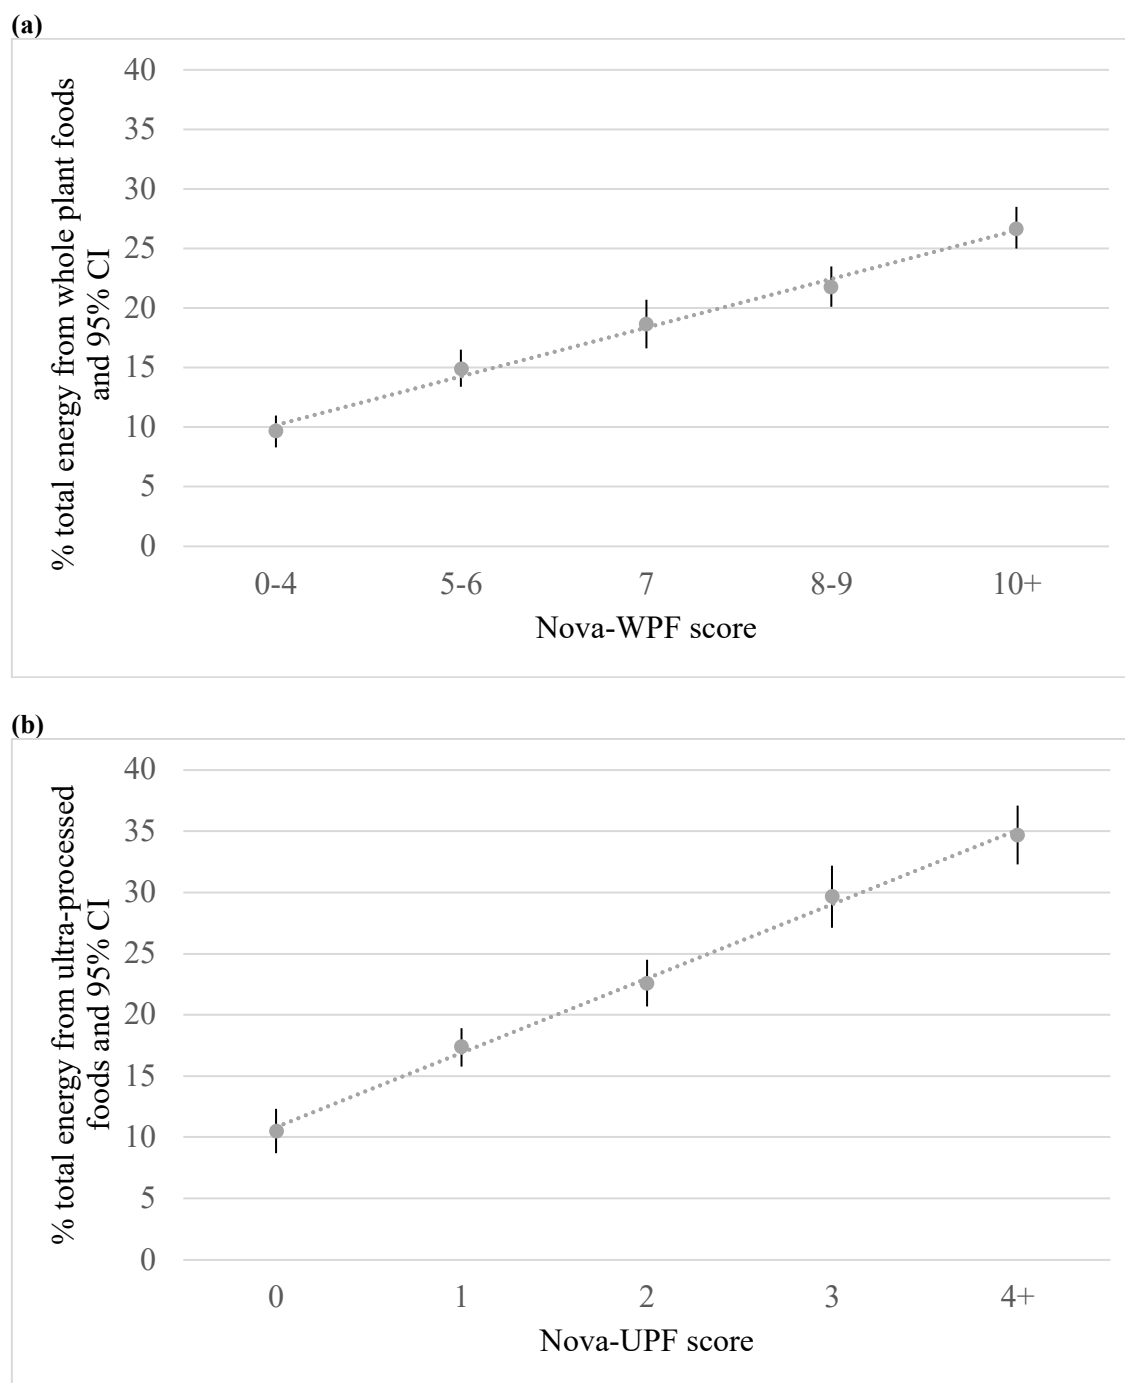 (a)
% total energy from whole plant foods
and 95% CI
40
35
30
25
20
15
10
5
0
0-4 5-6 7 8-9 10+
Nova-WPF score
(b)
% total energy from ultra-processed
foods and 95% CI
40
35
30
25
20
15
10
5
0
0 1 2 3 4+
Nova-UPF score